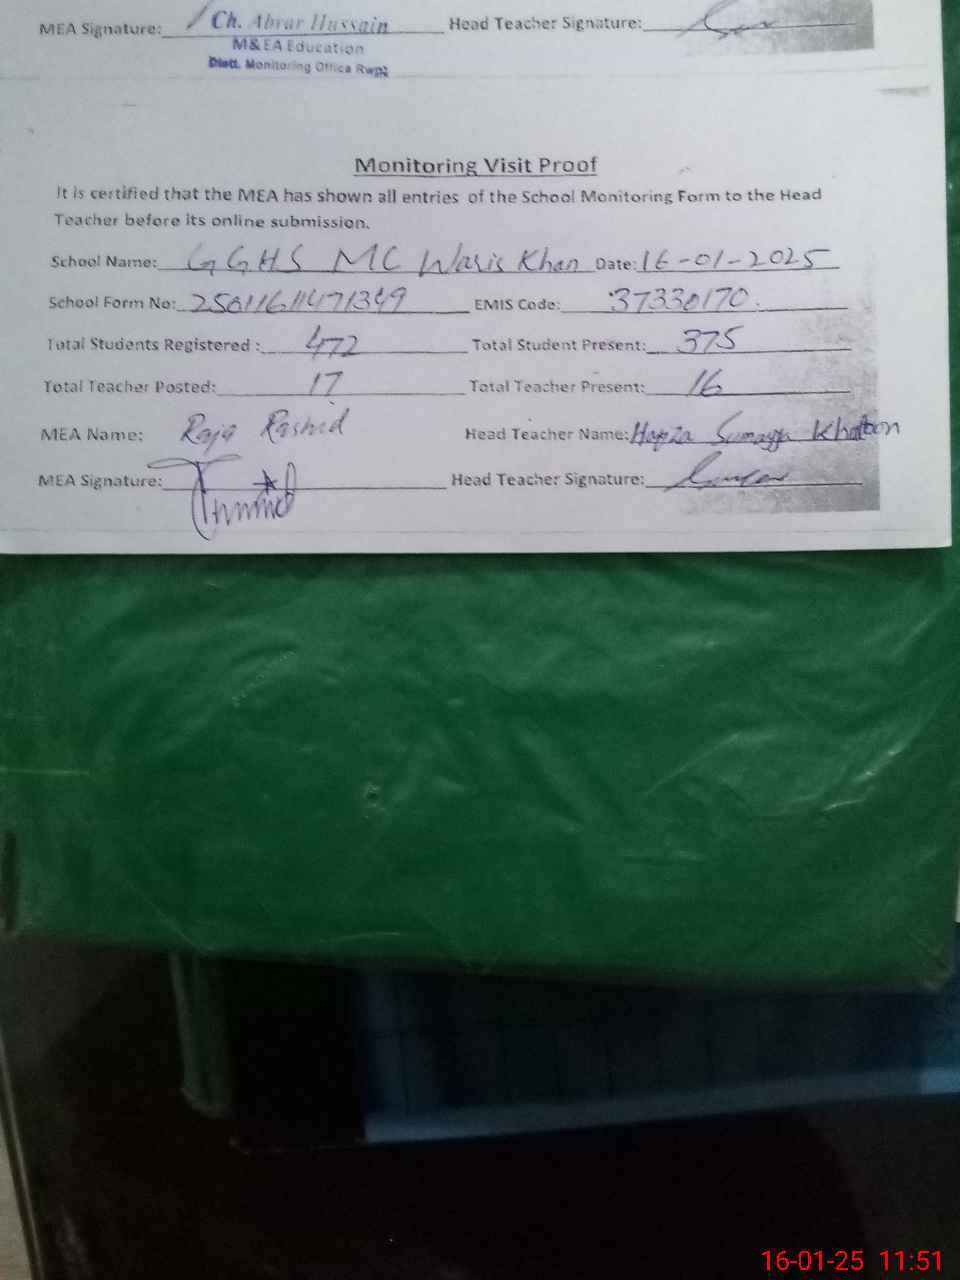 MEA Signature: Ch. Abrar Hussain Head Teacher Signature:
M&EA Education
Distt. Monitoring Office Rwp:
Monitoring Visit Proof
It is certified that the MEA has shown all entries of the School Monitoring Form to the Head
Teacher before its online submission.
School Name: GGHS MC Waris Khan Date: 16-01-2025
School Form No: EMIS Code: 37330170
Total Students Registered : 472 Total Student Present: 375
Total Teacher Posted: 17 Total Teacher Present: 16
MEA Name: Raja Rashid Head Teacher Name: Sumayya Khatoon
MEA Signature: Head Teacher Signature:
16-01-25 11:51